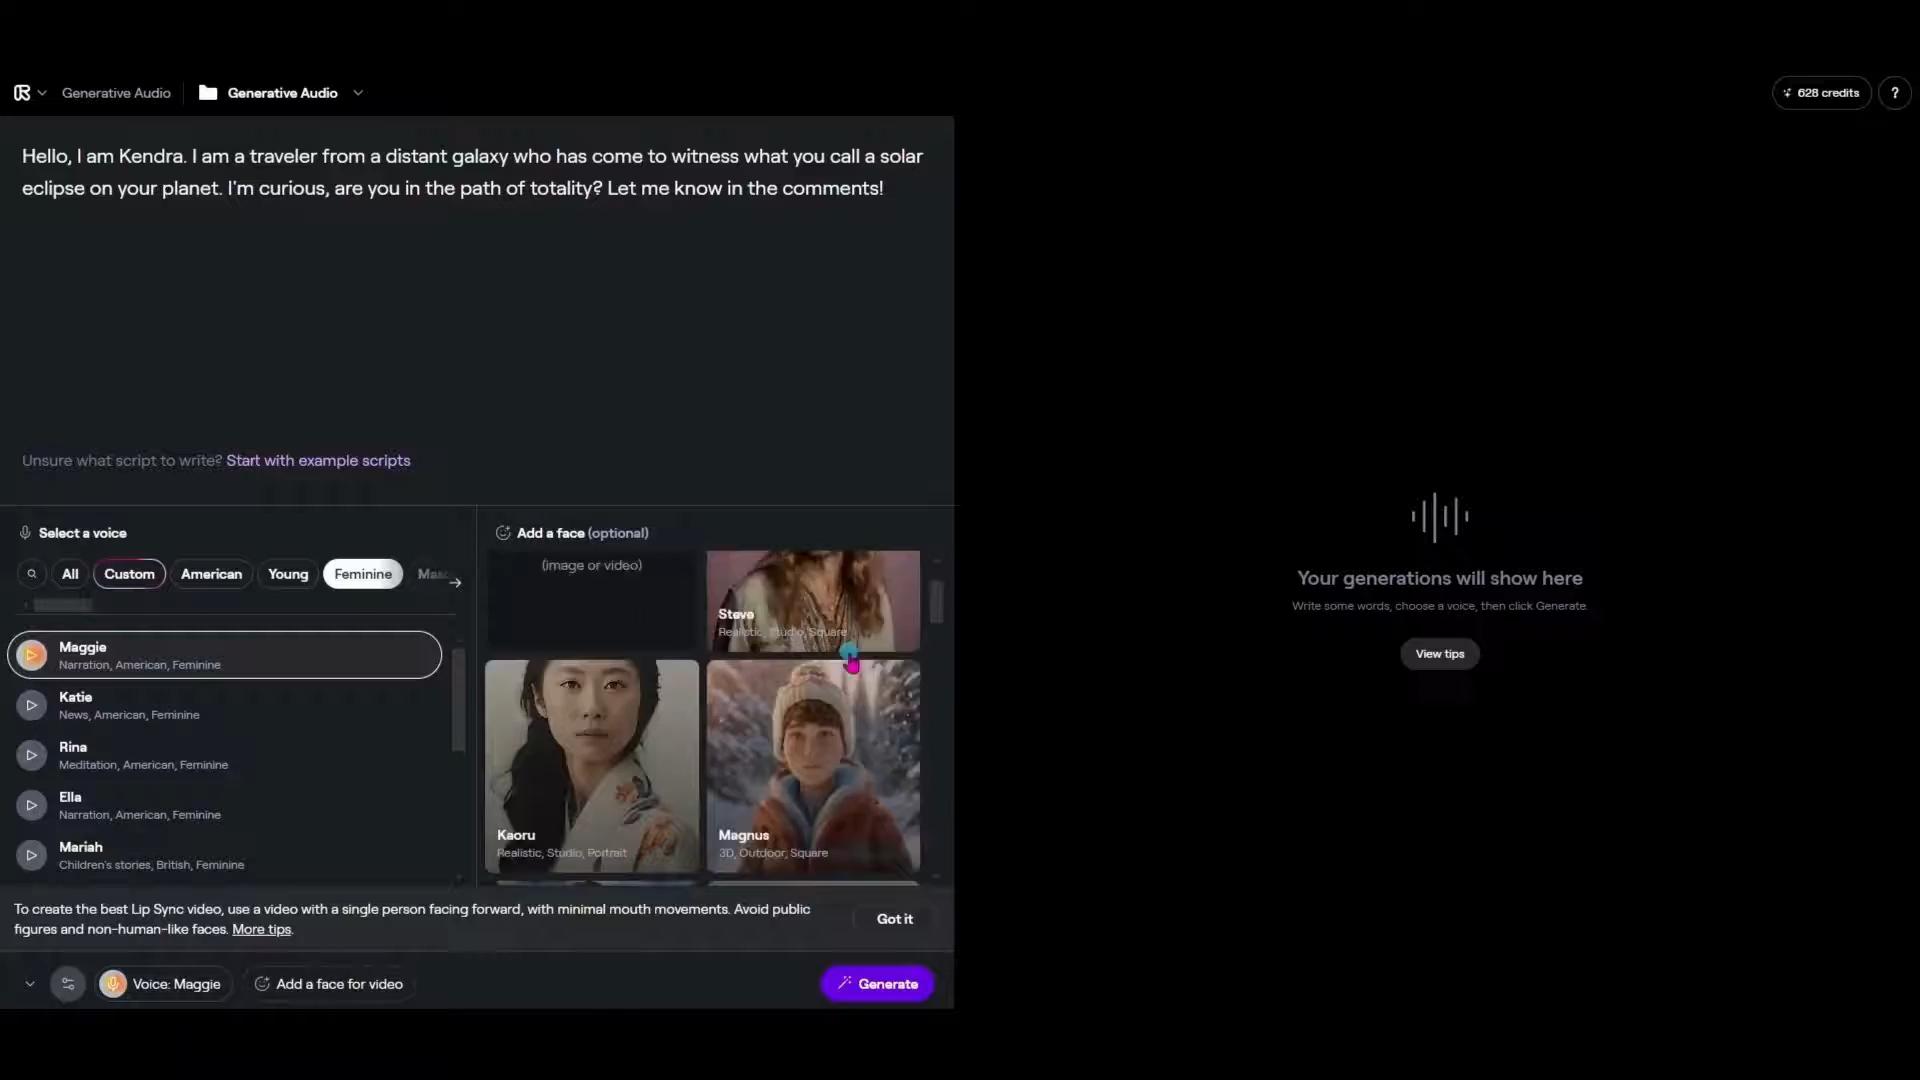 Generative Audio
Generative Audio
628 credits
?
Hello, I am Kendra. I am a traveler from a distant galaxy who has come to witness what you call a solar
eclipse on your planet. I'm curious, are you in the path of totality? Let me know in the comments!
Unsure what script to write? Start with example scripts
Select a voice
All
Custom
American
Young
Feminine
Maggie
Narration, American, Feminine
Katie
News, American, Feminine
Rina
Meditation, American, Feminine
Ella
Narration, American, Feminine
Mariah
Children's stories, British, Feminine
Add a face (optional)
(image or video)
Steve
Realistic, Studio, Square
Kaoru
Realistic, Studio, Portrait
Magnus
3D, Outdoor, Square
To create the best Lip Sync video, use a video with a single person facing forward, with minimal mouth movements. Avoid public
figures and non-human-like faces. More tips.
Got it
Voice: Maggie
Add a face for video
Generate
Your generations will show here
Write some words, choose a voice, then click Generate.
View tips